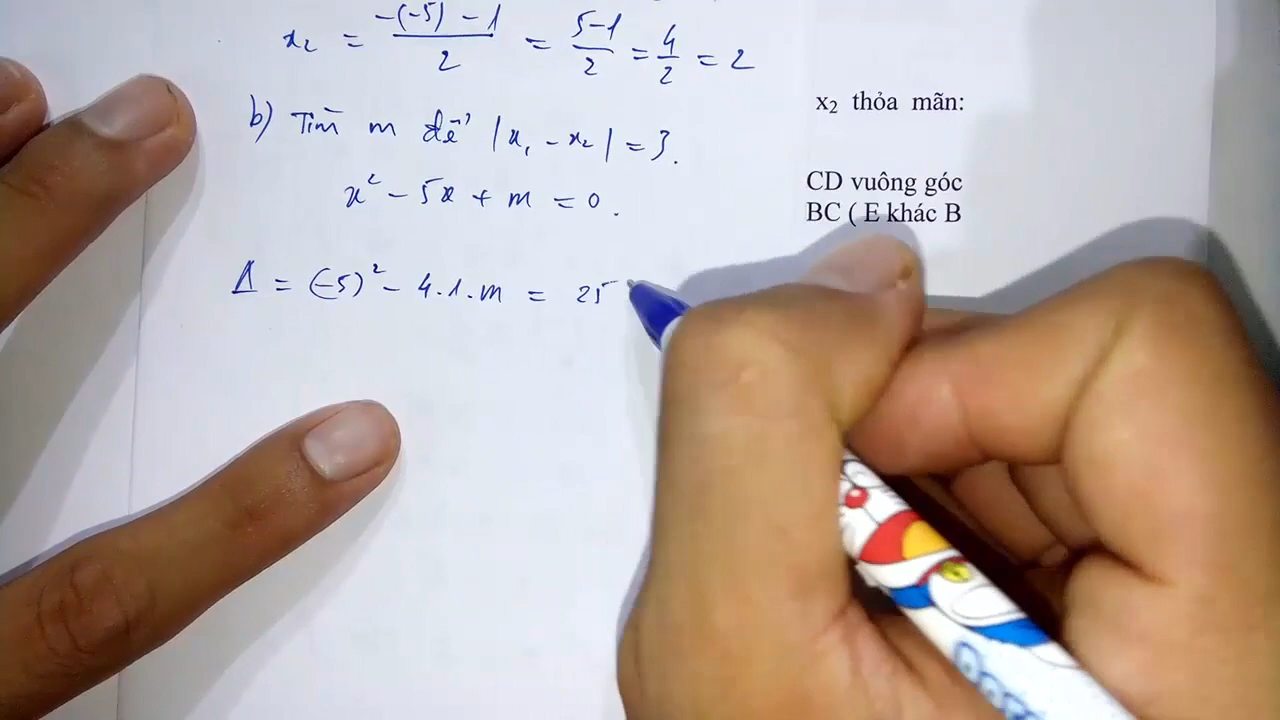 x₂ = -(-5) - 1 / 2 = 5-1 / 2 = 4 / 2 = 2
b) Tìm m để |x₁ - x₂| = 3.
x² - 5x + m = 0.
Δ = (-5)² - 4.1.m = 25
x₂ thỏa mãn:
CD vuông góc
BC ( E khác B